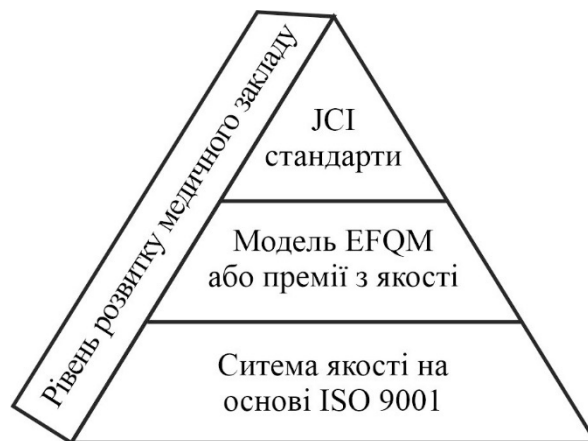 Рівень розвитку медичного закладу
JCI
стандарти
Модель EFQM
або премії з якості
Ситема якості на
основі ISO 9001